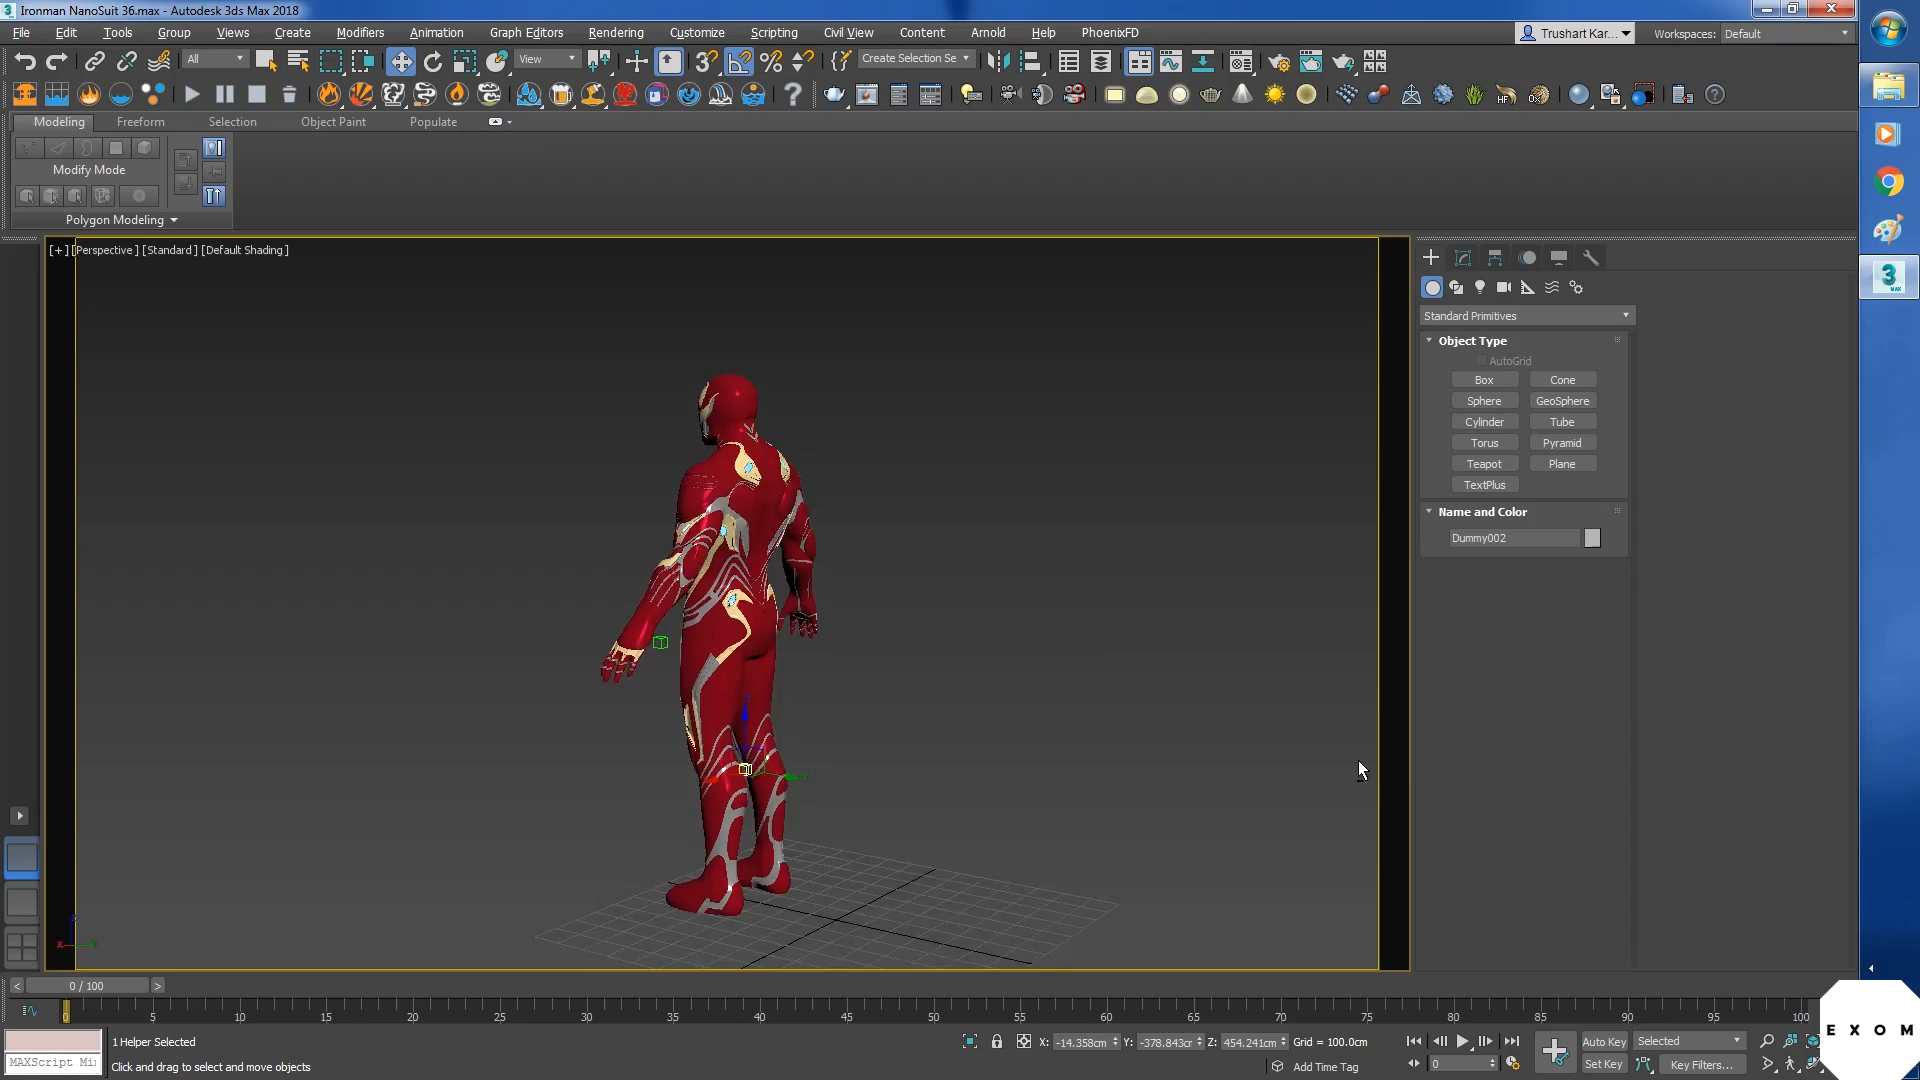 Ironman NanoSuit 36.max - Autodesk 3ds Max 2018
File Edit Tools Group Views Create Modifiers Animation Graph Editors Rendering Customize Scripting Civil View Content Arnold Help PhoenixFD
Trushart Kar... Workspaces: Default
All View Create Selection Se
Modeling Freeform Selection Object Paint Populate
Modify Mode
Polygon Modeling
[+] [Perspective] [Standard] [Default Shading]
Standard Primitives
Object Type
AutoGrid
Box Cone
Sphere GeoSphere
Cylinder Tube
Torus Pyramid
Teapot Plane
TextPlus
Name and Color
Dummy002
0 / 100
0 5 10 15 20 25 30 35 40 45 50 55 60 65 70 75 80 85 90 95 100
1 Helper Selected
X: -14.358cm Y: -378.843cr Z: 454.241cm Grid = 100.0cm
Auto Key Selected
MAXScript Mi
Click and drag to select and move objects
Add Time Tag
0
Set Key Key Filters...
EXOM